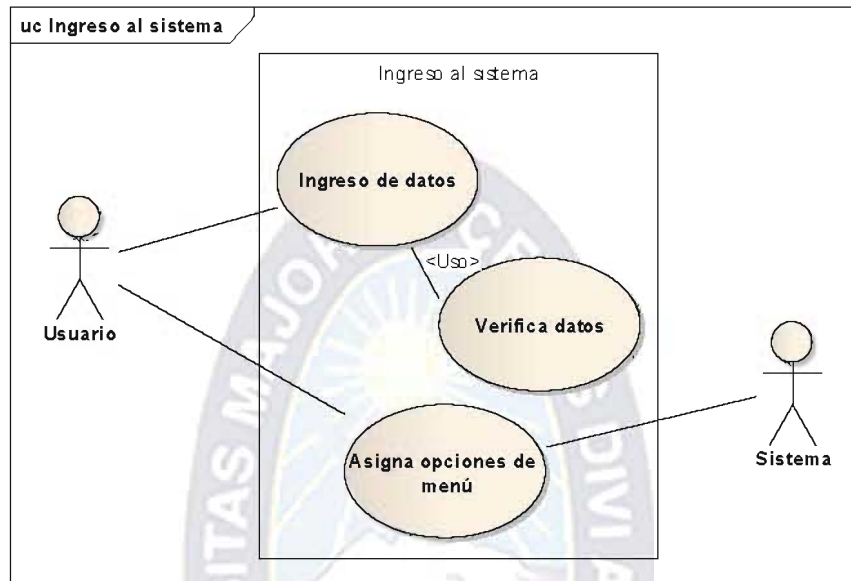 uc Ingreso al sistema
Ingreso al sistema
Ingreso de datos
<Uso>
Verifica datos
Usuario
Asigna opciones de
menú
Sistema